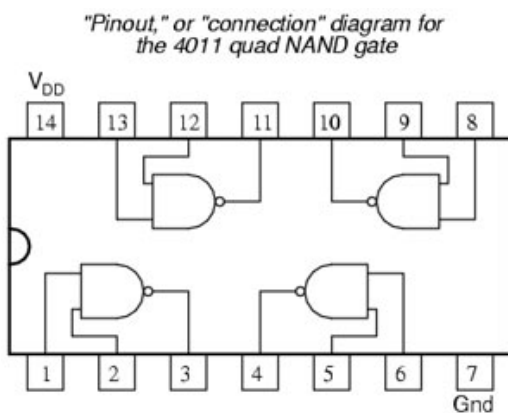 "Pinout," or "connection" diagram for
the 4011 quad NAND gate
VDD
14 13 12 11 10 9 8
1 2 3 4 5 6 7
Gnd